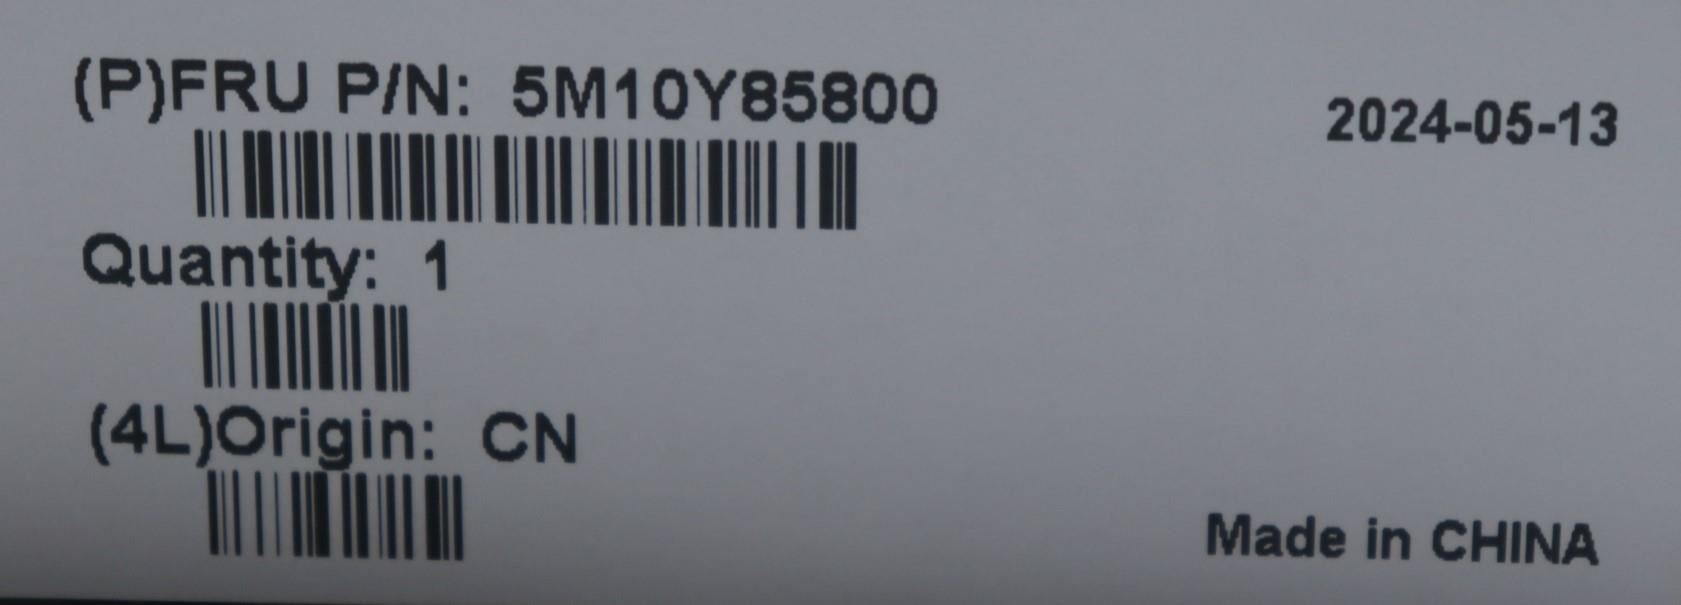 (P)FRU P/N: 5M10Y85800
2024-05-13
Quantity: 1
(4L)Origin: CN
Made in CHINA